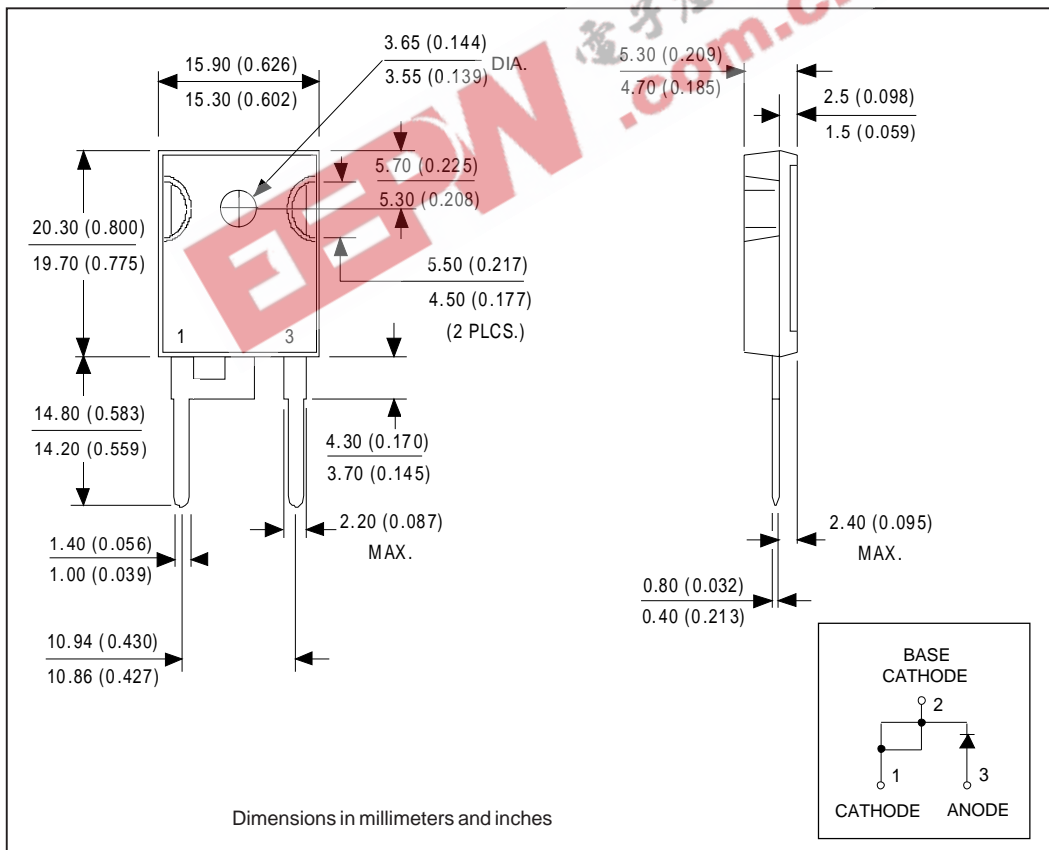 3.65 (0.144)
3.55 (0.139)
DIA.
15.90 (0.626)
15.30 (0.602)
5.30 (0.209)
4.70 (0.185)
2.5 (0.098)
1.5 (0.059)
5.70 (0.225)
5.30 (0.208)
20.30 (0.800)
19.70 (0.775)
5.50 (0.217)
4.50 (0.177)
(2 PLCS.)
1
3
14.80 (0.583)
14.20 (0.559)
4.30 (0.170)
3.70 (0.145)
2.20 (0.087)
MAX.
2.40 (0.095)
MAX.
1.40 (0.056)
1.00 (0.039)
0.80 (0.032)
0.40 (0.213)
10.94 (0.430)
10.86 (0.427)
BASE
CATHODE
2
1
3
CATHODE
ANODE
Dimensions in millimeters and inches
EEPW
.com.c
電子